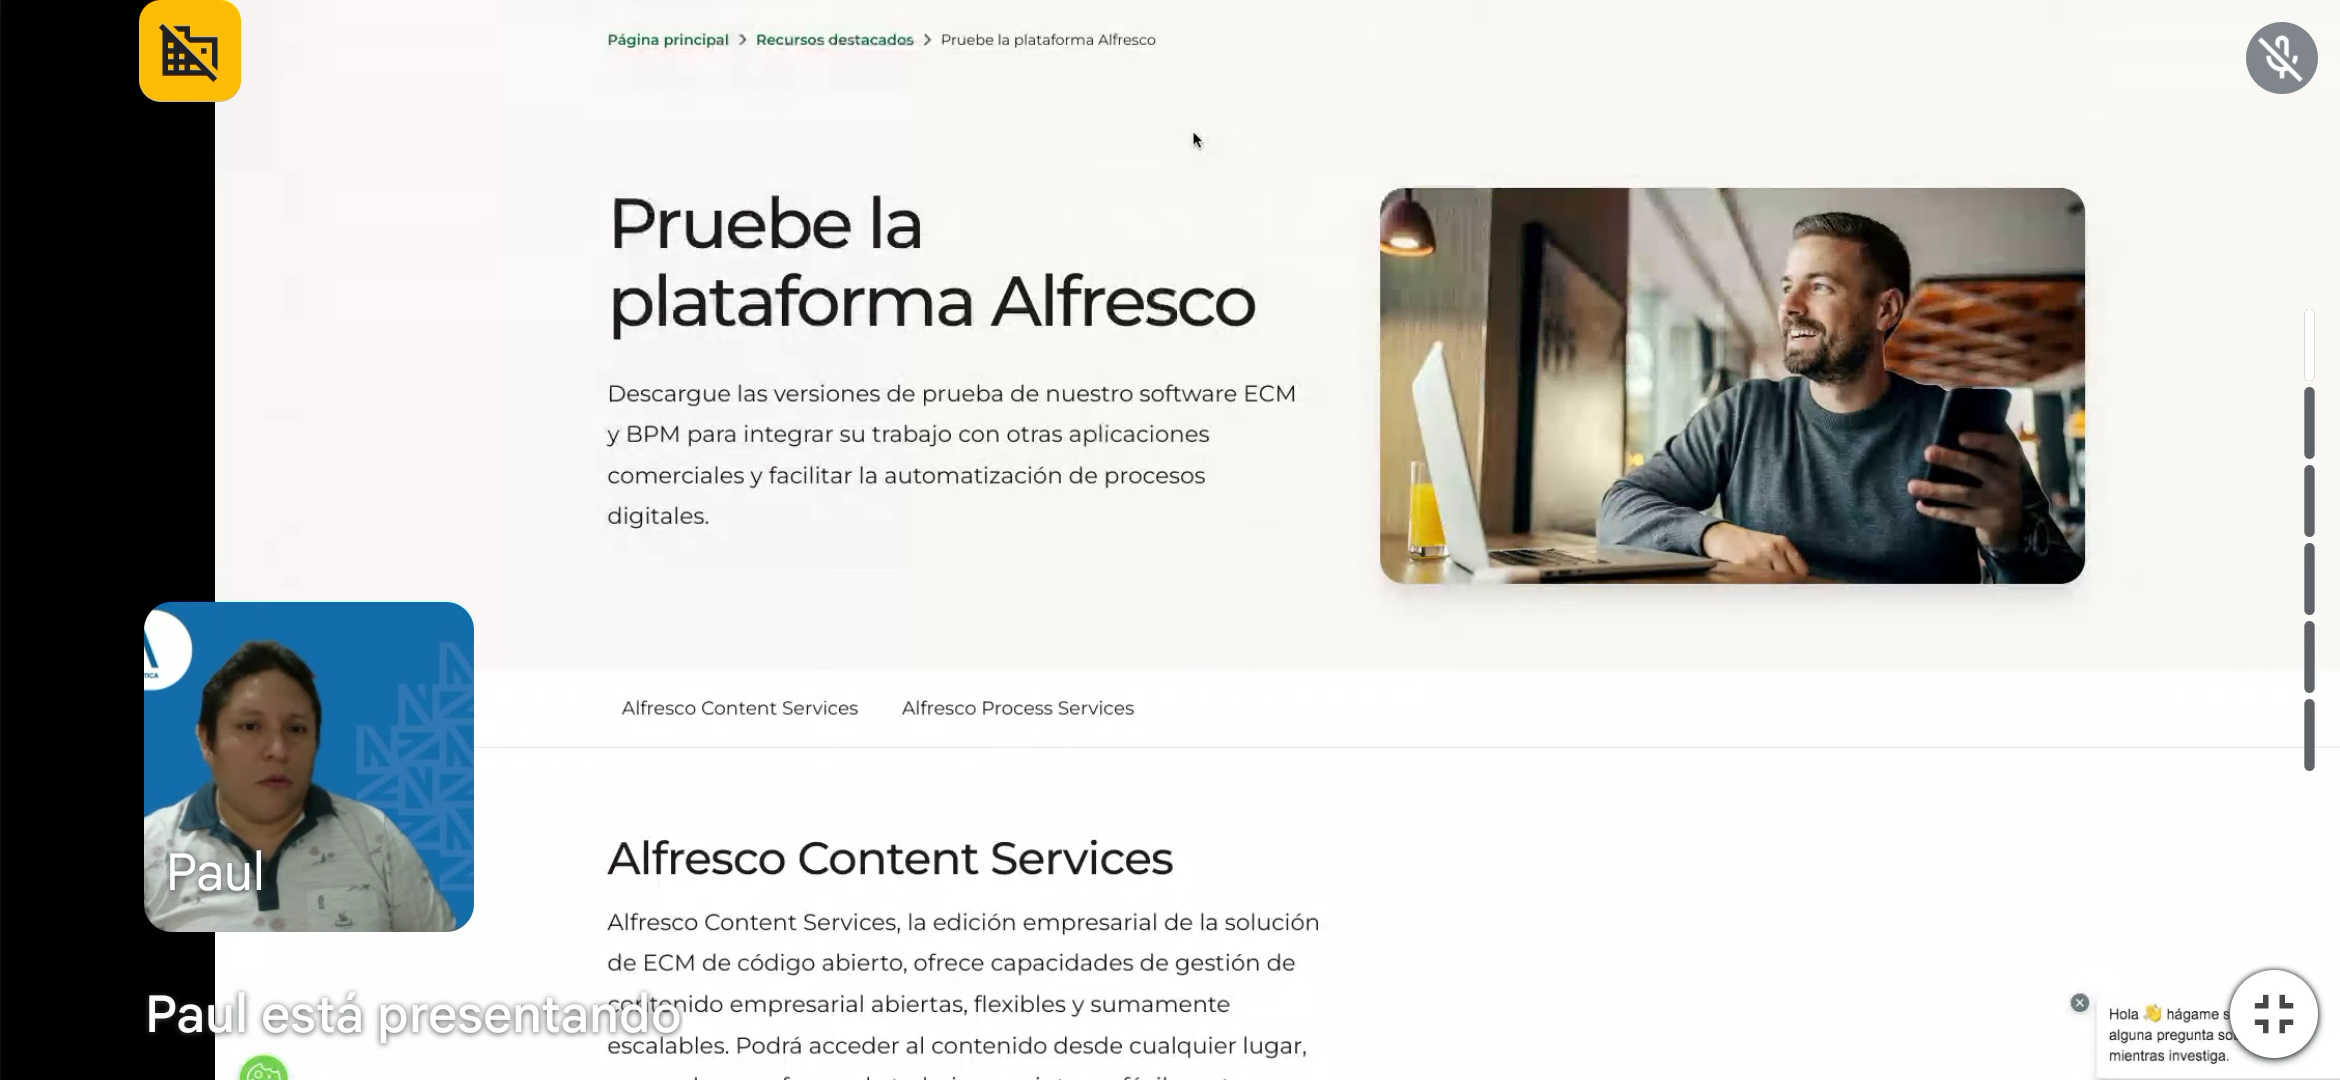 Página principal > Recursos destacados > Pruebe la plataforma Alfresco
Pruebe la
plataforma Alfresco
Descargue las versiones de prueba de nuestro software ECM
y BPM para integrar su trabajo con otras aplicaciones
comerciales y facilitar la automatización de procesos
digitales.
Alfresco Content Services
Alfresco Process Services
Alfresco Content Services
Alfresco Content Services, la edición empresarial de la solución
de ECM de código abierto, ofrece capacidades de gestión de
contenido empresarial abiertas, flexibles y sumamente
escalables. Podrá acceder al contenido desde cualquier lugar,
Paul
Paul está presentando
Hola 👋 hágame
alguna pregunta
mientras investiga.